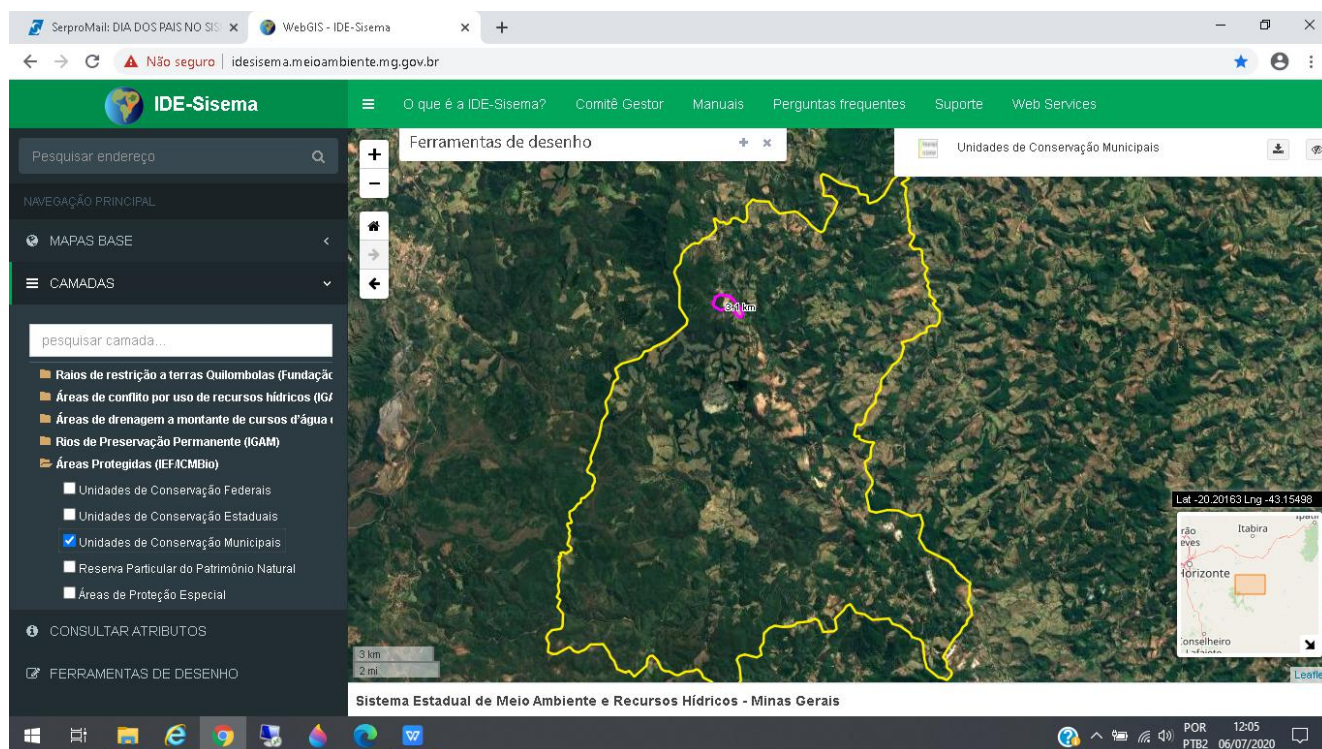 SerproMail: DIA DOS PAIS NO SIS
WebGIS - IDE-Sisema
Não seguro | idesisema.meioambiente.mg.gov.br
IDE-Sisema
O que é a IDE-Sisema?
Comitê Gestor
Manuais
Perguntas frequentes
Suporte
Web Services
Pesquisar endereço
Ferramentas de desenho
Unidades de Conservação Municipais
NAVEGAÇÃO PRINCIPAL
MAPAS BASE
CAMADAS
pesquisar camada...
Raios de restrição a terras Quilombolas (Fundação
Áreas de conflito por uso de recursos hídricos (IGA
Áreas de drenagem a montante de cursos d'água
Rios de Preservação Permanente (IGAM)
Áreas Protegidas (IEF/ICMBio)
Unidades de Conservação Federais
Unidades de Conservação Estaduais
Unidades de Conservação Municipais
Reserva Particular do Patrimônio Natural
Áreas de Proteção Especial
CONSULTAR ATRIBUTOS
FERRAMENTAS DE DESENHO
3.1 km
Lat -20.20163 Lng -43.15498
Itabira
Horizonte
onselheiro
3 km
2 mi
Leafle
Sistema Estadual de Meio Ambiente e Recursos Hídricos - Minas Gerais
POR
PTB2
12:05
06/07/2020